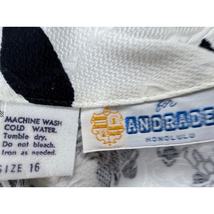 MACHINE WASH
COLD WATER.
Tumble dry.
Do not bleach.
Iron as needed.
SIZE 16
for
ANDRADE
HONOLULU